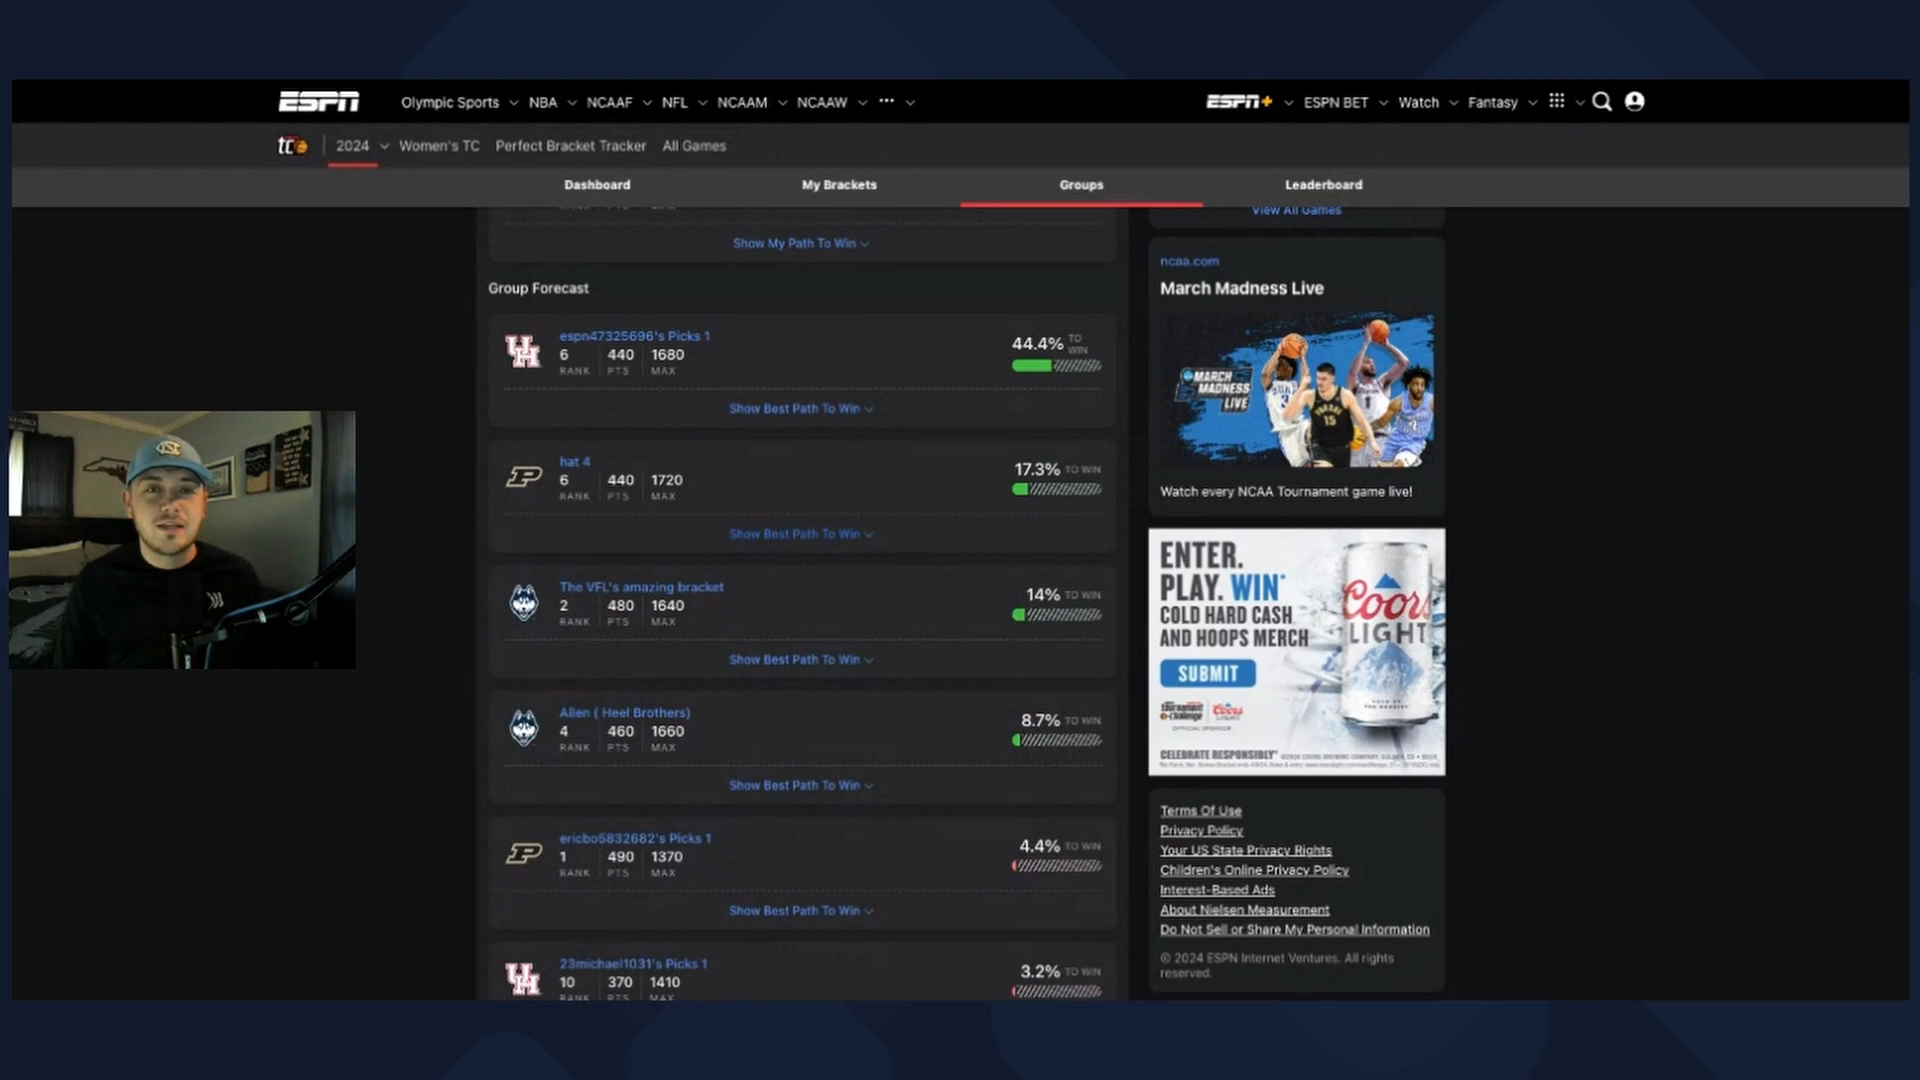 ESPN
Olympic Sports NBA NCAAF NFL NCAAM NCAAW ...
ESPN+ ESPN BET Watch Fantasy
tc 2024 Women's TC Perfect Bracket Tracker All Games
Dashboard My Brackets Groups Leaderboard
Show My Path To Win
Group Forecast
espn47325696's Picks 1
6 440 1680
RANK PTS MAX
44.4% TO WIN
Show Best Path To Win
hat 4
6 440 1720
RANK PTS MAX
17.3% TO WIN
Show Best Path To Win
The VFL's amazing bracket
2 480 1640
RANK PTS MAX
14% TO WIN
Show Best Path To Win
Allen ( Heel Brothers)
4 460 1660
RANK PTS MAX
8.7% TO WIN
Show Best Path To Win
ericbo5832682's Picks 1
1 490 1370
RANK PTS MAX
4.4% TO WIN
Show Best Path To Win
23michael1031's Picks 1
10 370 1410
RANK PTS MAX
3.2% TO WIN
View All Games
ncaa.com
March Madness Live
MARCH
MADNESS
LIVE
PURDUE
15
Watch every NCAA Tournament game live!
ENTER.
PLAY. WIN*
COLD HARD CASH
AND HOOPS MERCH
SUBMIT
Coors
LIGHT
CELEBRATE RESPONSIBLY®
Terms Of Use
Privacy Policy
Your US State Privacy Rights
Children's Online Privacy Policy
Interest-Based Ads
About Nielsen Measurement
Do Not Sell or Share My Personal Information
© 2024 ESPN Internet Ventures. All rights
reserved.